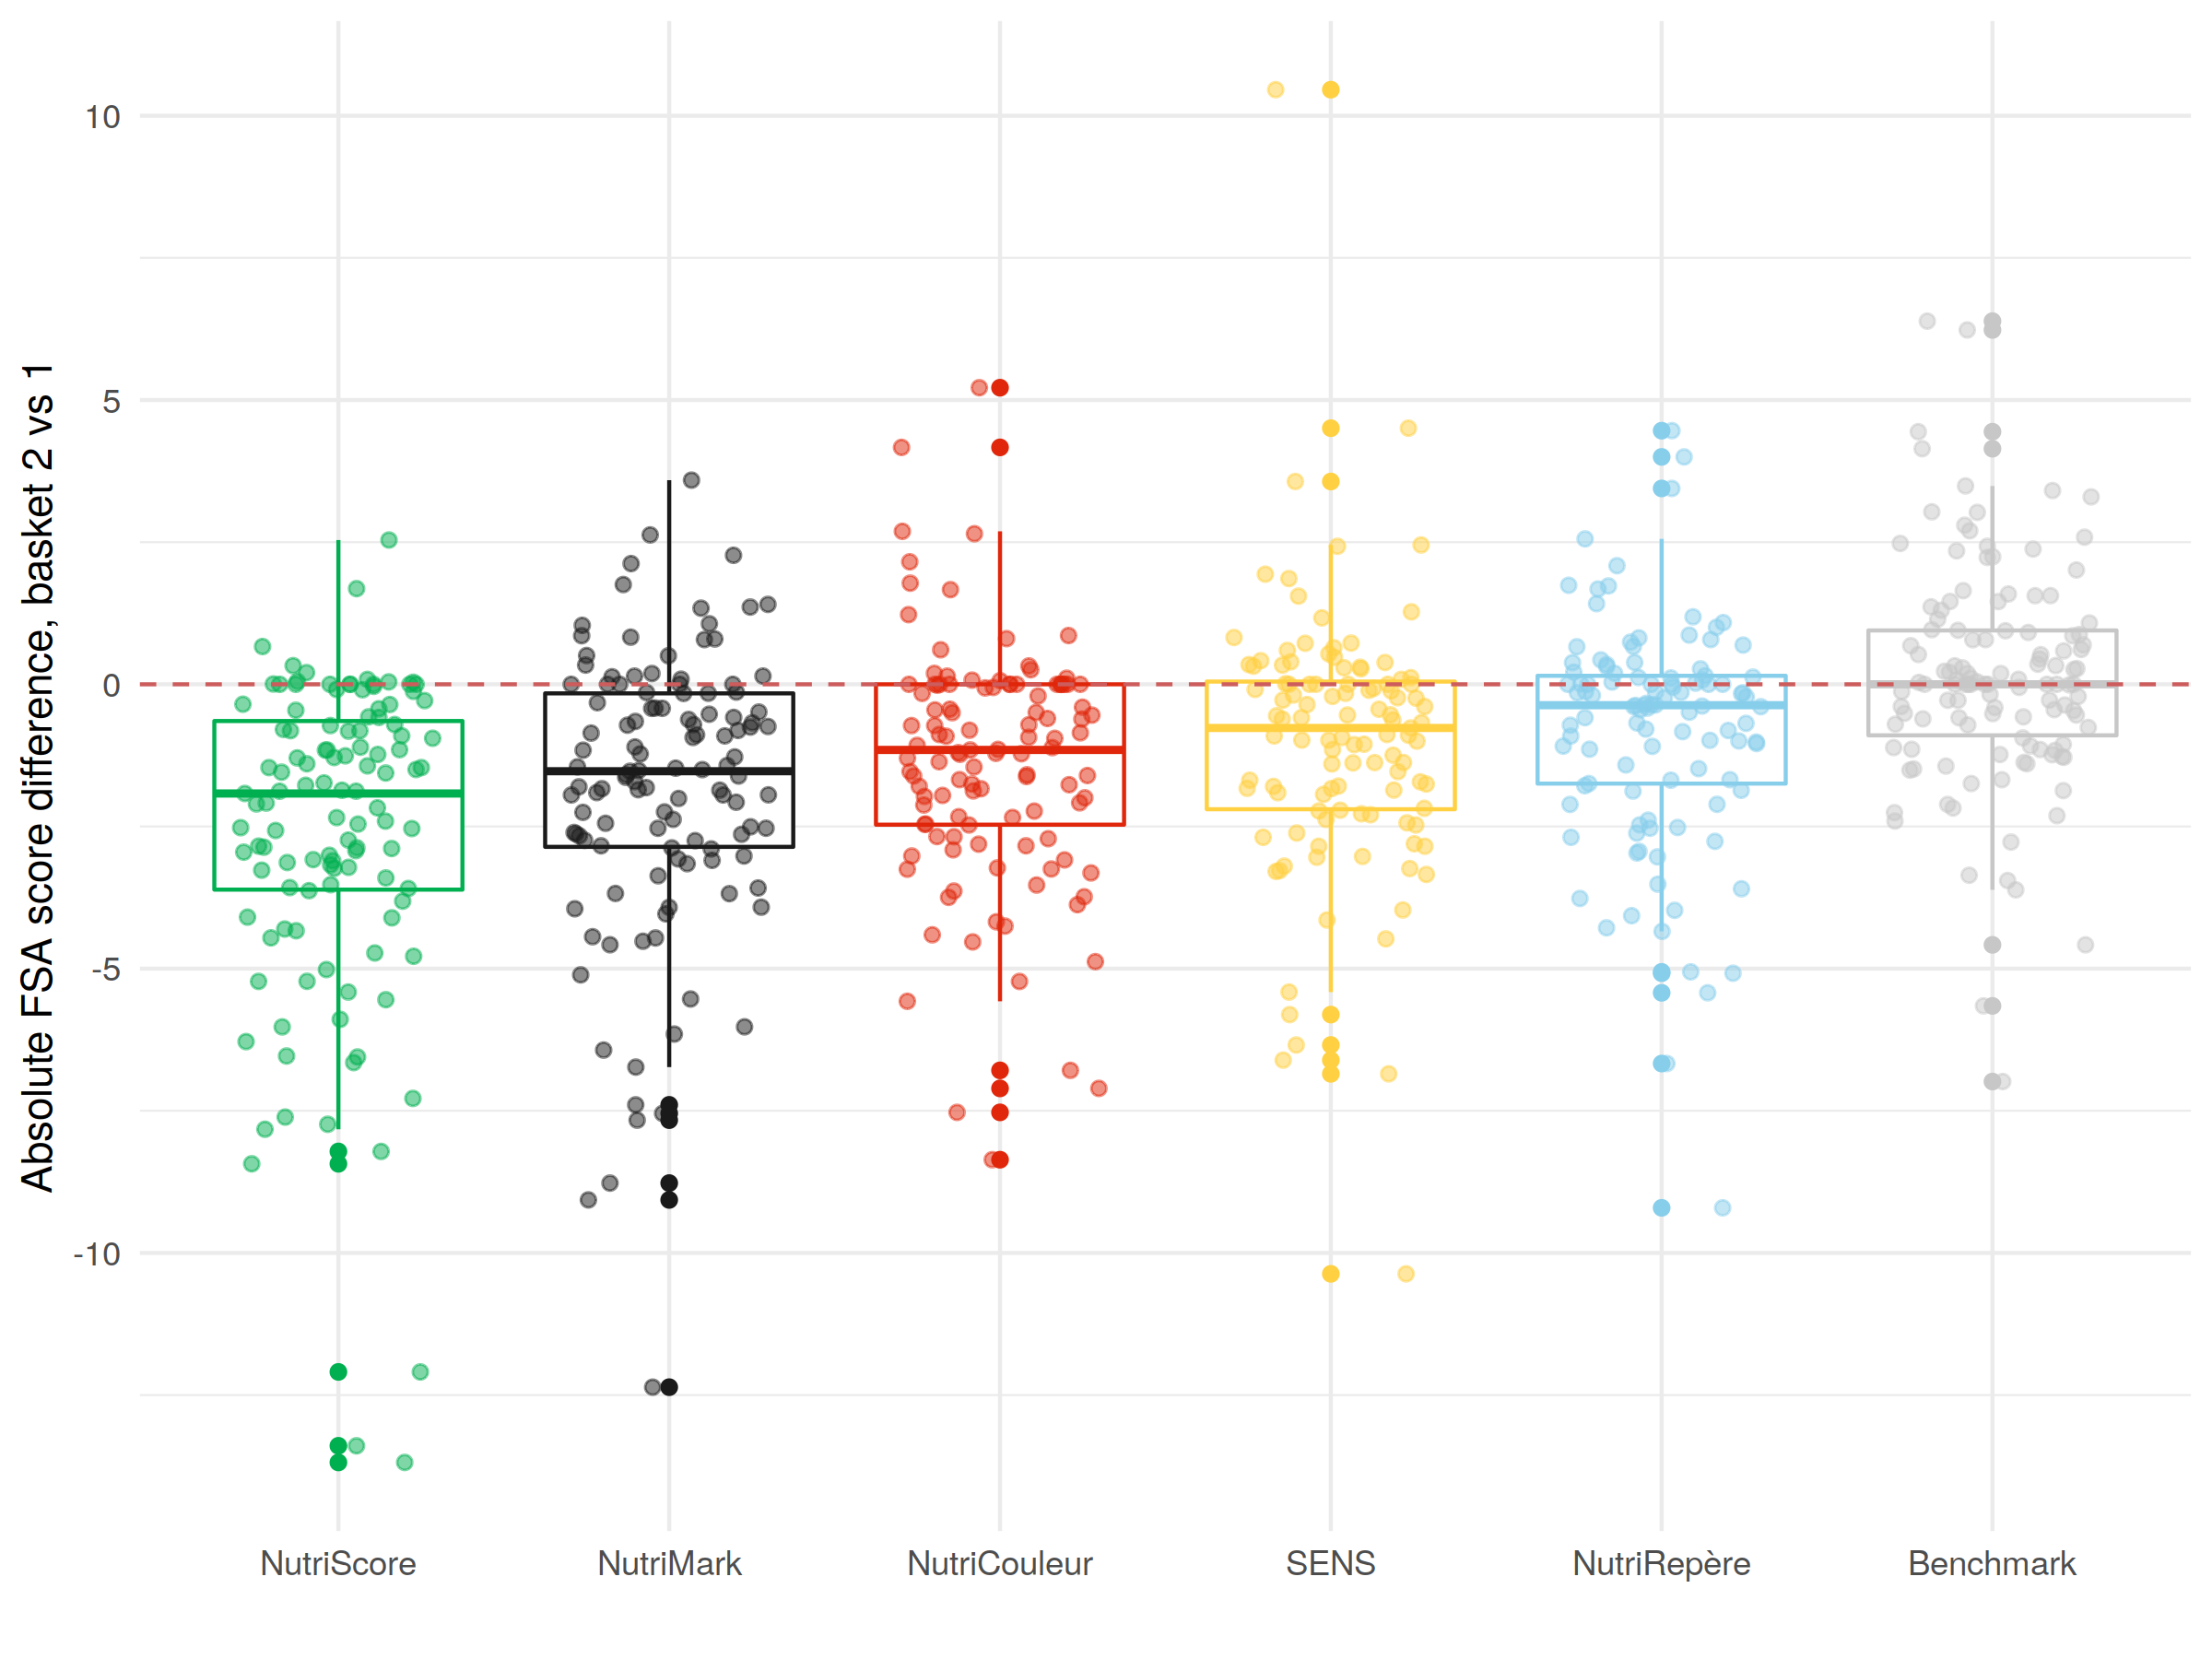 Absolute FSA score difference, basket 2 vs 1
10
5
0
-5
-10
NutriScore
NutriMark
NutriCouleur
SENS
NutriRepère
Benchmark